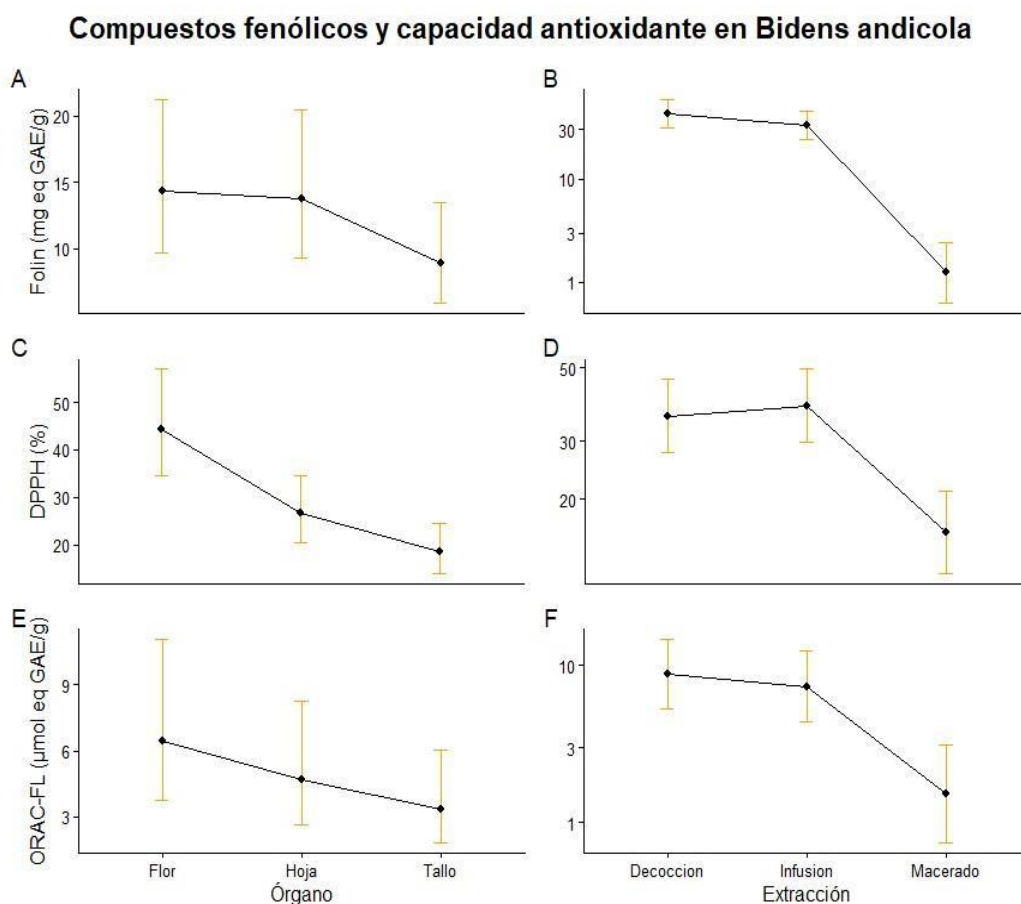 Compuestos fenólicos y capacidad antioxidante en Bidens andicola
A
Folin (mg eq GAE/g)
20
15
10
B
30
10
3
1
C
DPPH (%)
50
40
30
20
D
50
30
20
E
ORAC-FL (µmol eq GAE/g)
9
6
3
Flor Hoja Tallo
Órgano
F
10
3
1
Decoccion Infusion Macerado
Extracción